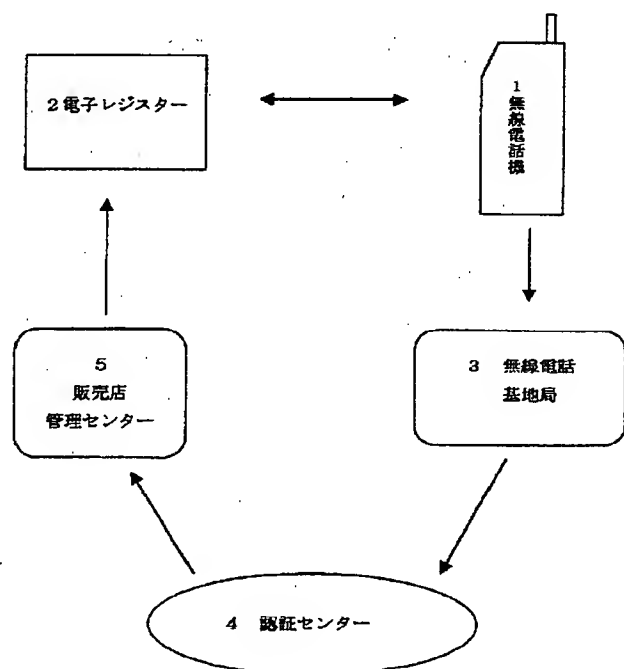 2電子レジスター
1無線電話機
5
販売店
管理センター
3 無線電話
基地局
4 認証センター